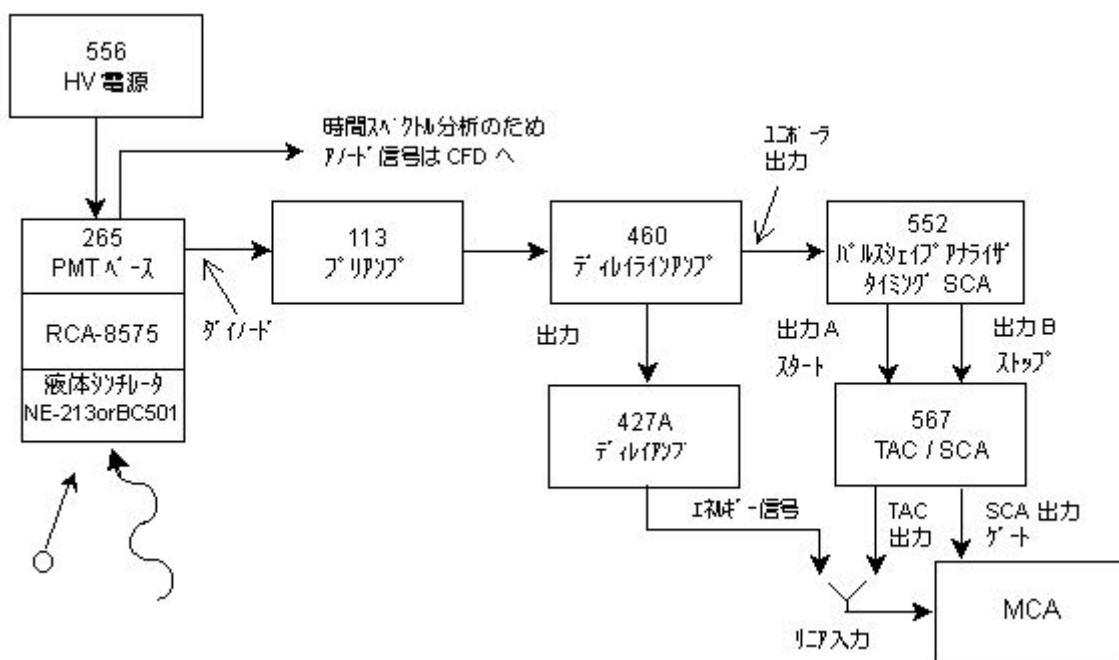 556
HV 電源
時間ｽﾍﾟｸﾄﾙ分析のため
ｱﾉｰﾄﾞ信号は CFD へ
ﾕﾆﾎﾟｰﾗ
出力
265
PMT ﾍﾞｰｽ
113
ﾌﾟﾘｱﾝﾌﾟ
460
ﾃﾞｨﾚｲﾗｲﾝｱﾝﾌﾟ
552
ﾊﾟﾙｽｼｪｲﾌﾟｱﾅﾗｲｻﾞ
ﾀｲﾐﾝｸﾞ SCA
RCA-8575
ﾀﾞｲﾉｰﾄﾞ
出力
出力 A
ｽﾀｰﾄ
出力 B
ｽﾄｯﾌﾟ
液体ｼﾝﾁﾚｰﾀ
NE-213orBC501
427A
ﾃﾞｨﾚｲｱﾝﾌﾟ
567
TAC / SCA
ｴﾈﾙｷﾞｰ信号
TAC
出力
SCA 出力
ｹﾞｰﾄ
MCA
ﾘﾆｱ入力